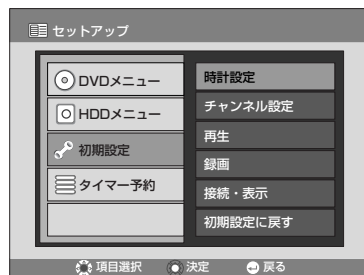 セットアップ
DVDメニュー
HDDメニュー
初期設定
タイマー予約
時計設定
チャンネル設定
再生
録画
接続・表示
初期設定に戻す
項目選択 決定 戻る